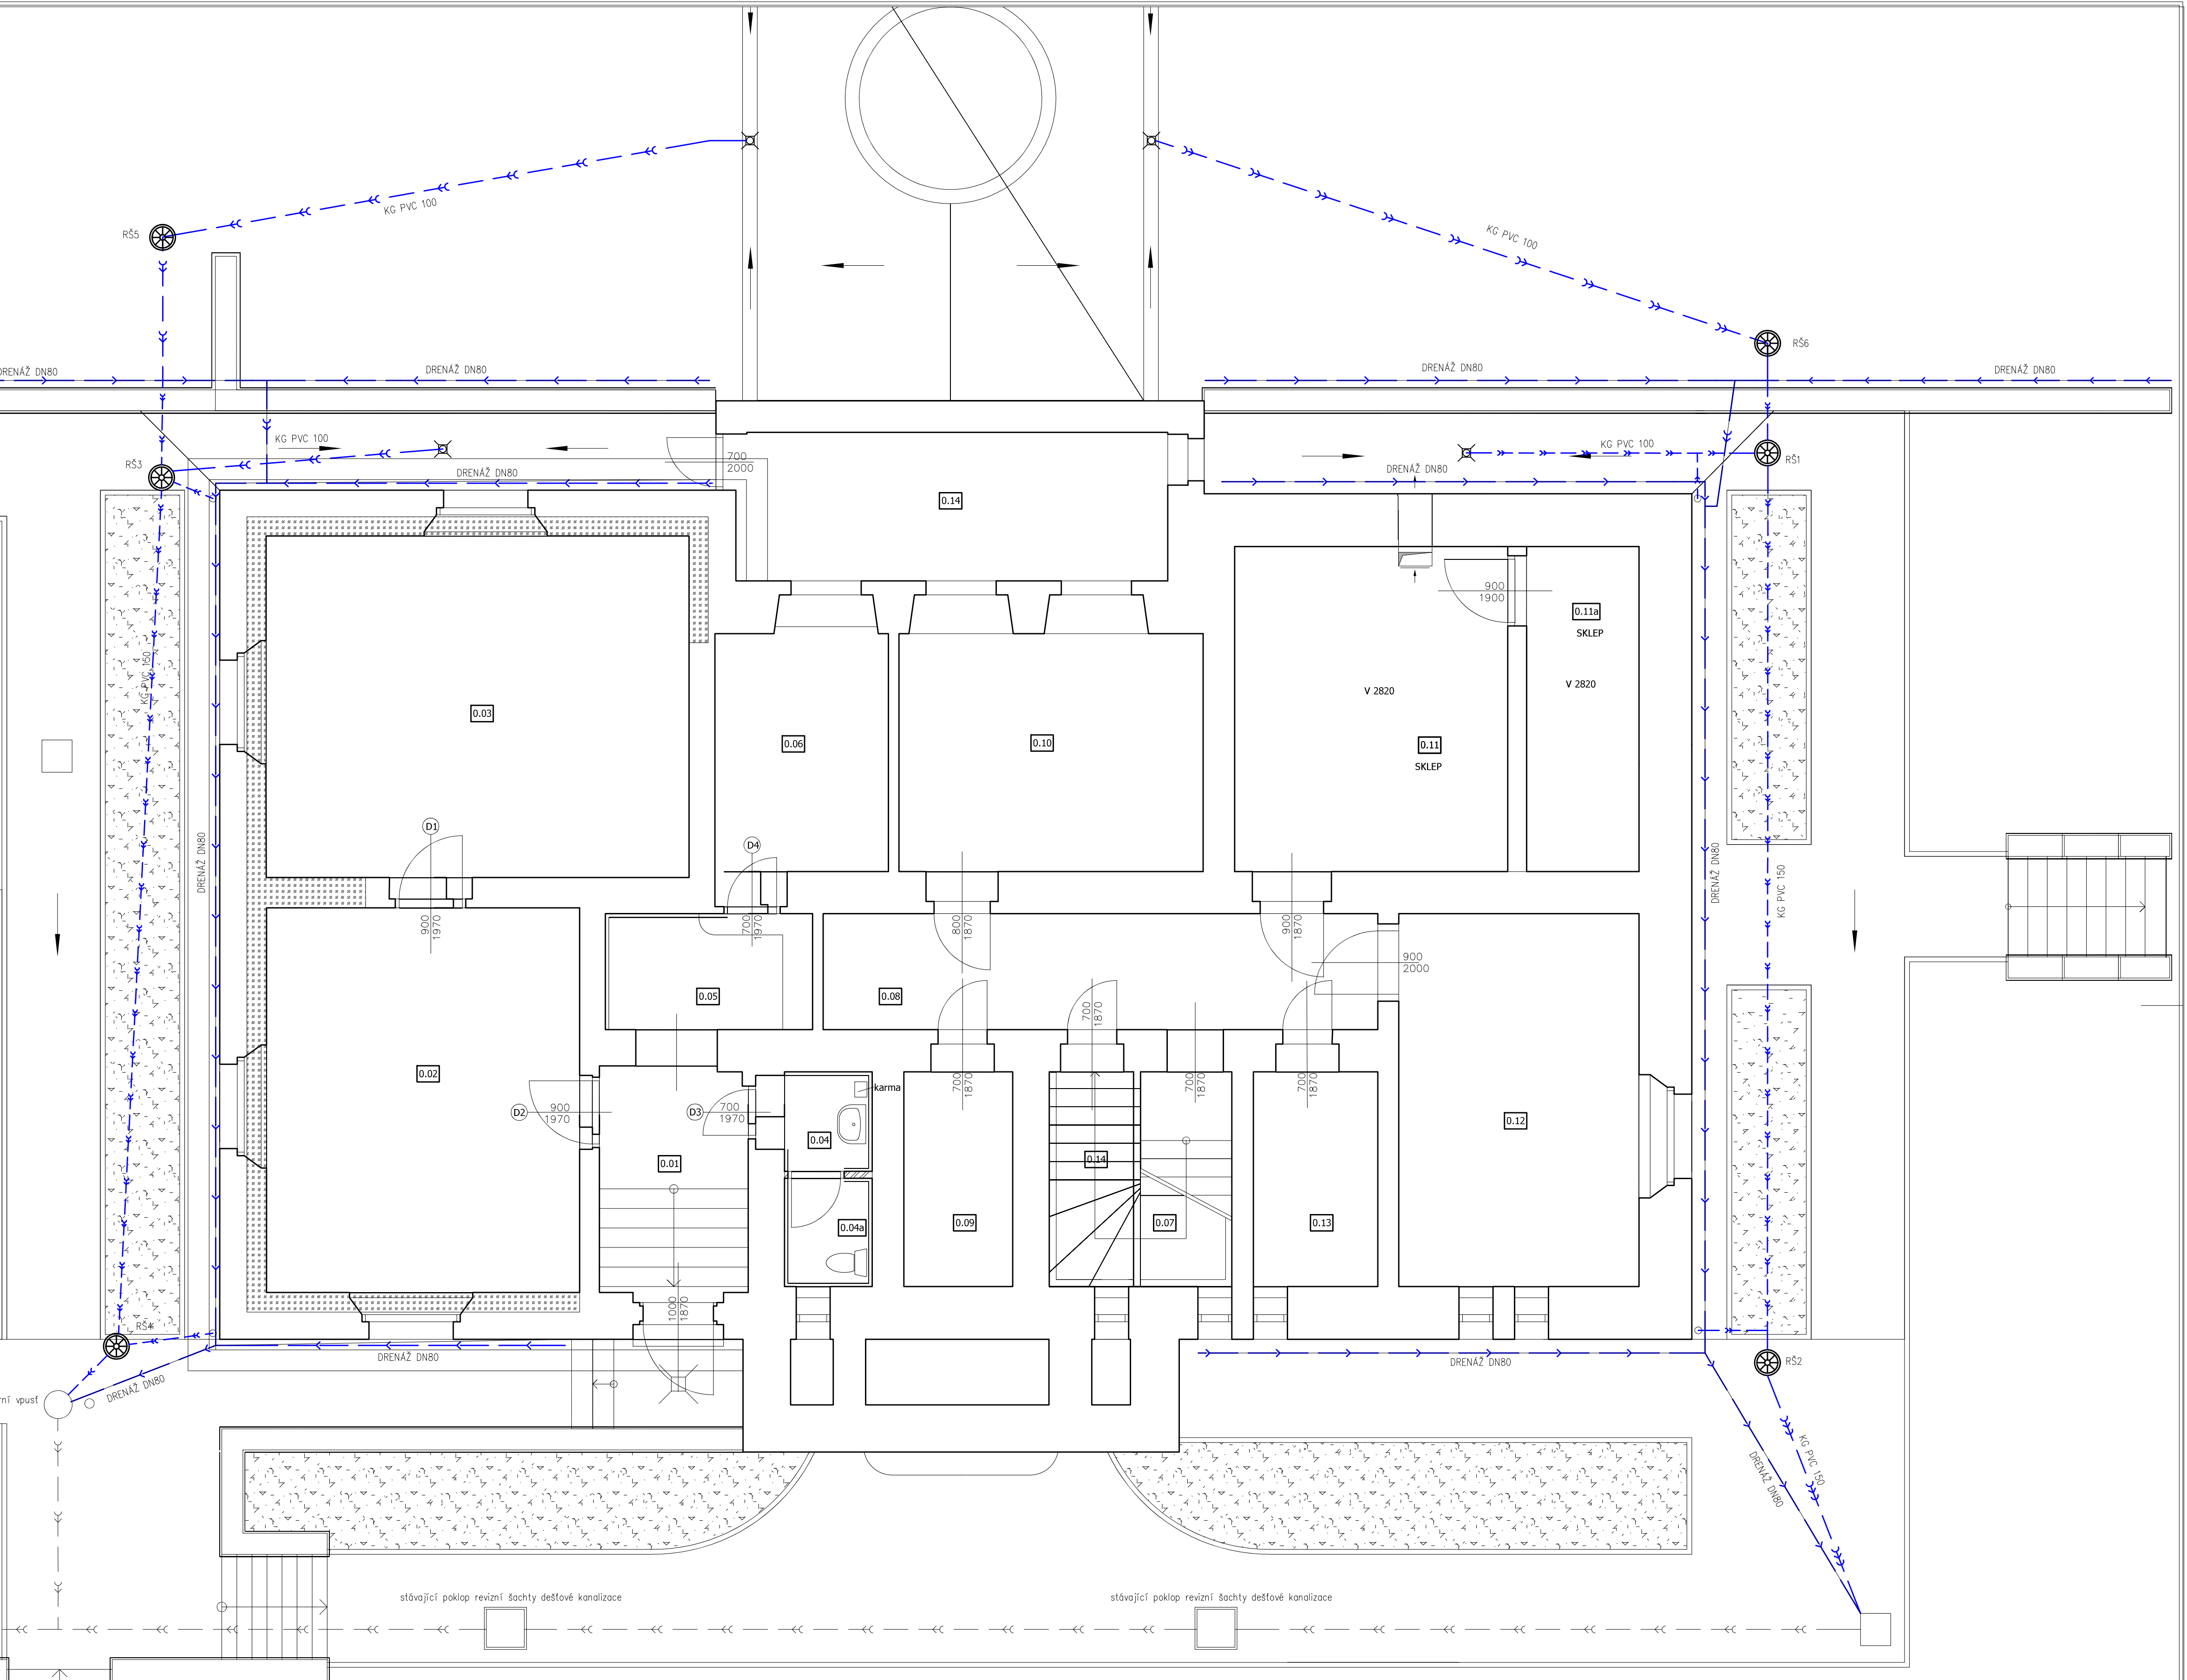 KG PVC 100
RŠ5
KG PVC 100
RŠ6
DRENÁŽ DN80
DRENÁŽ DN80
DRENÁŽ DN80
DRENÁŽ DN80
KG PVC 100
KG PVC 100
RŠ3
RŠ1
700
2000
DRENÁŽ DN80
DRENÁŽ DN80
0.14
900
1900
0.11a
SKLEP
KG PVC 150
V 2820
V 2820
0.03
0.06
0.10
0.11
SKLEP
D1
D4
DRENÁŽ DN80
DRENÁŽ DN80
KG PVC 150
900
1970
700
1970
800
1870
900
1870
900
2000
0.05
0.08
700
1870
0.02
karma
D2
900
1970
D3
700
1970
700
1870
700
1870
700
1870
0.04
0.12
0.01
0.14
0.04a
0.09
0.07
0.13
1000
1870
RŠ4
DRENÁŽ DN80
DRENÁŽ DN80
RŠ2
DRENÁŽ DN80
rní vpusť
KG PVC 150
DRENÁŽ DN80
stávající poklop revizní šachty dešťové kanalizace
stávající poklop revizní šachty dešťové kanalizace